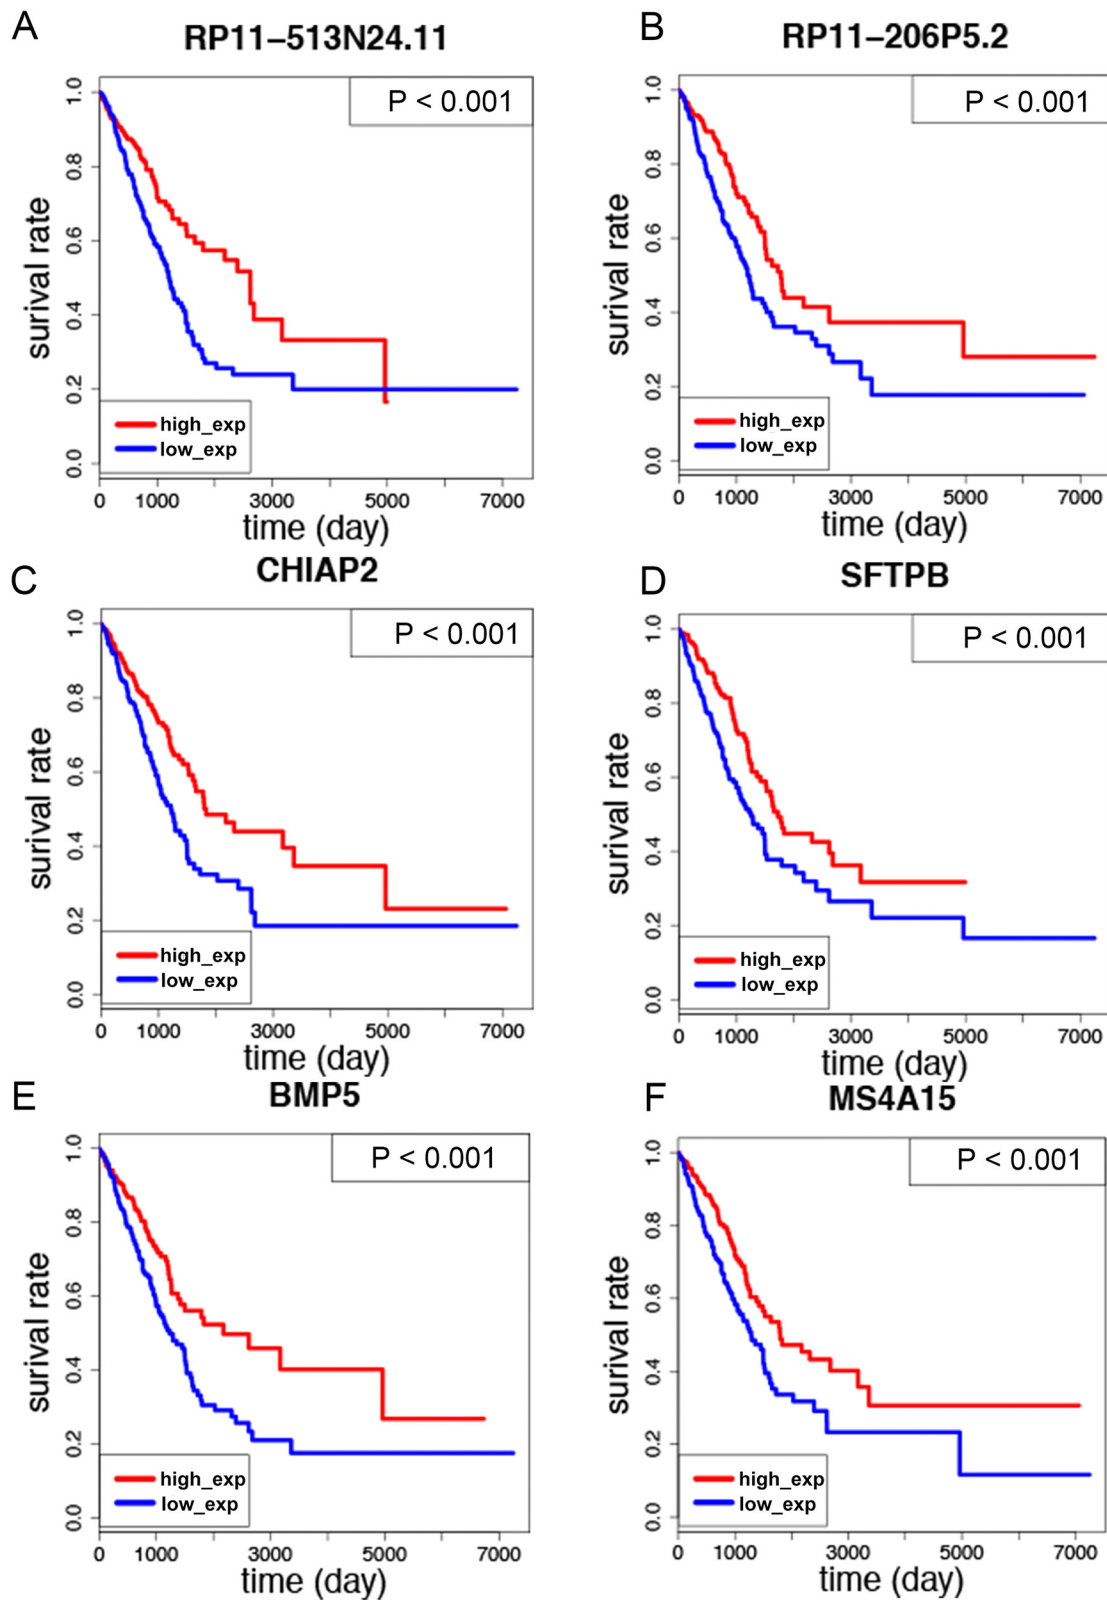 A
RP11-513N24.11
P < 0.001
surival rate
1.0
0.8
0.6
0.4
0.2
0.0
high_exp
low_exp
0 1000 3000 5000 7000
time (day)
B
RP11-206P5.2
P < 0.001
surival rate
1.0
0.8
0.6
0.4
0.2
0.0
high_exp
low_exp
0 1000 3000 5000 7000
time (day)
C
CHIAP2
P < 0.001
surival rate
1.0
0.8
0.6
0.4
0.2
0.0
high_exp
low_exp
0 1000 3000 5000 7000
time (day)
D
SFTPB
P < 0.001
surival rate
1.0
0.8
0.6
0.4
0.2
0.0
high_exp
low_exp
0 1000 3000 5000 7000
time (day)
E
BMP5
P < 0.001
surival rate
1.0
0.8
0.6
0.4
0.2
0.0
high_exp
low_exp
0 1000 3000 5000 7000
time (day)
F
MS4A15
P < 0.001
surival rate
1.0
0.8
0.6
0.4
0.2
0.0
high_exp
low_exp
0 1000 3000 5000 7000
time (day)